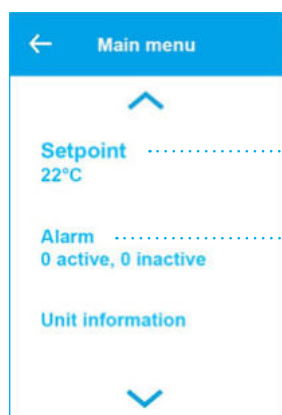 Main menu
Setpoint
22°C
Alarm
0 active, 0 inactive
Unit information